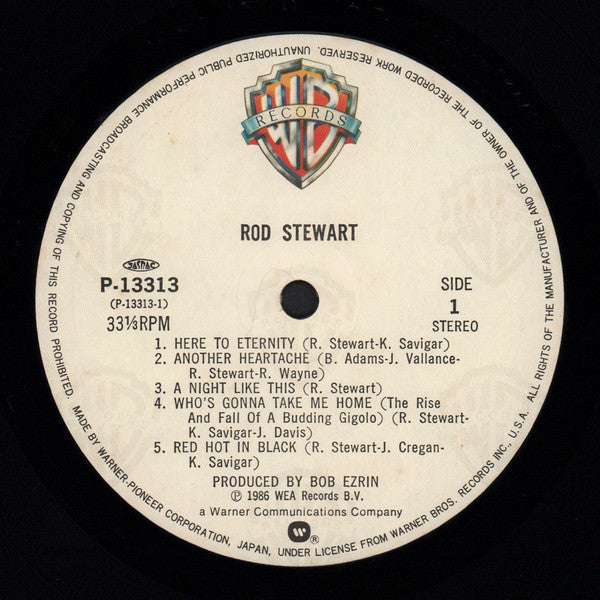 WB
RECORDS
ROD STEWART
JASRAC
P-13313
(P-13313-1)
33⅓RPM
SIDE
1
STEREO
1. HERE TO ETERNITY (R. Stewart-K. Savigar)
2. ANOTHER HEARTACHE (B. Adams-J. Vallance-
R. Stewart-R. Wayne)
3. A NIGHT LIKE THIS (R. Stewart)
4. WHO'S GONNA TAKE ME HOME (The Rise
And Fall Of A Budding Gigolo) (R. Stewart-
K. Savigar-J. Davis)
5. RED HOT IN BLACK (R. Stewart-J. Cregan-
K. Savigar)
PRODUCED BY BOB EZRIN
℗ 1986 WEA Records B.V.
a Warner Communications Company
W ®
MADE BY WARNER-PIONEER CORPORATION, JAPAN, UNDER LICENSE FROM WARNER BROS. RECORDS INC., U.S.A. ALL RIGHTS OF THE MANUFACTURER AND OF THE OWNER OF THE RECORDED WORK RESERVED. UNAUTHORIZED PUBLIC PERFORMANCE BROADCASTING AND COPYING OF THIS RECORD PROHIBITED.